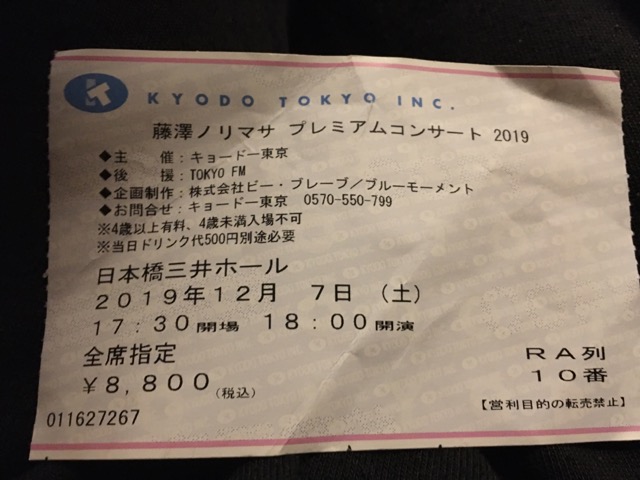 KYODO TOKYO INC.
藤澤ノリマサ プレミアムコンサート 2019
◆主　　催：キョードー東京
◆後　　援：TOKYO FM
◆企画制作：株式会社ビー・ブレーブ／ブルーモーメント
◆お問合せ：キョードー東京　0570-550-799
※4歳以上有料、4歳未満入場不可
※当日ドリンク代500円別途必要
日本橋三井ホール
２０１９年１２月　７日　（土）
１７：３０開場　１８：００開演
全席指定
￥８，８００（税込）
ＲＡ列
１０番
011627267
【営利目的の転売禁止】